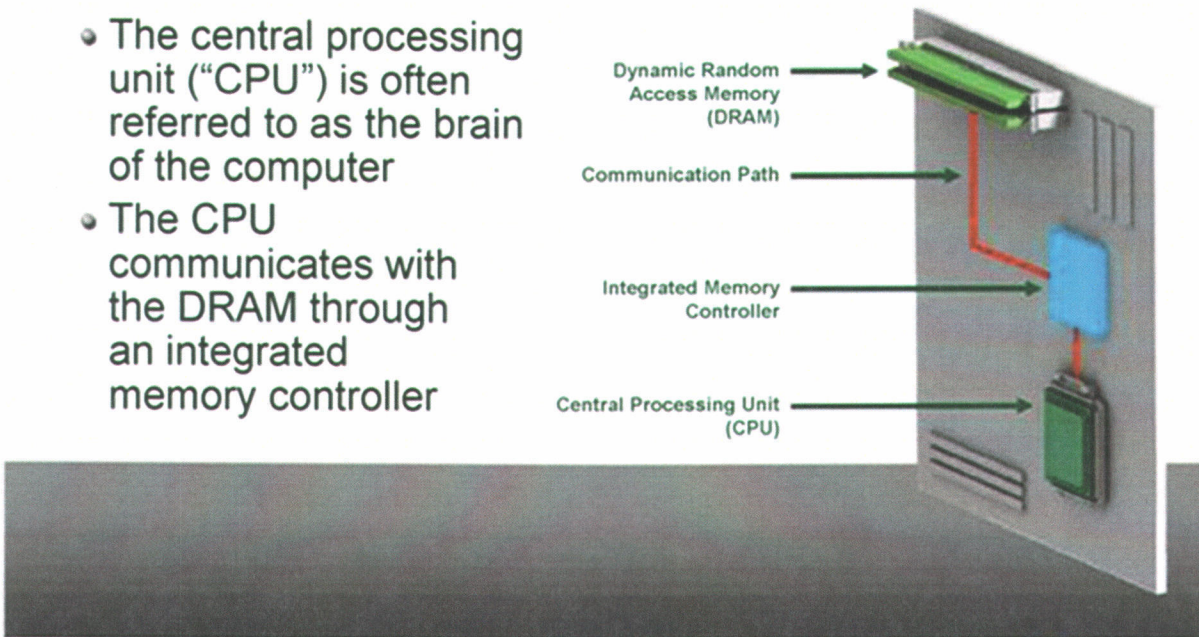 • The central processing
unit (“CPU”) is often
referred to as the brain
of the computer
• The CPU
communicates with
the DRAM through
an integrated
memory controller
Dynamic Random
Access Memory
(DRAM)
Communication Path
Integrated Memory
Controller
Central Processing Unit
(CPU)